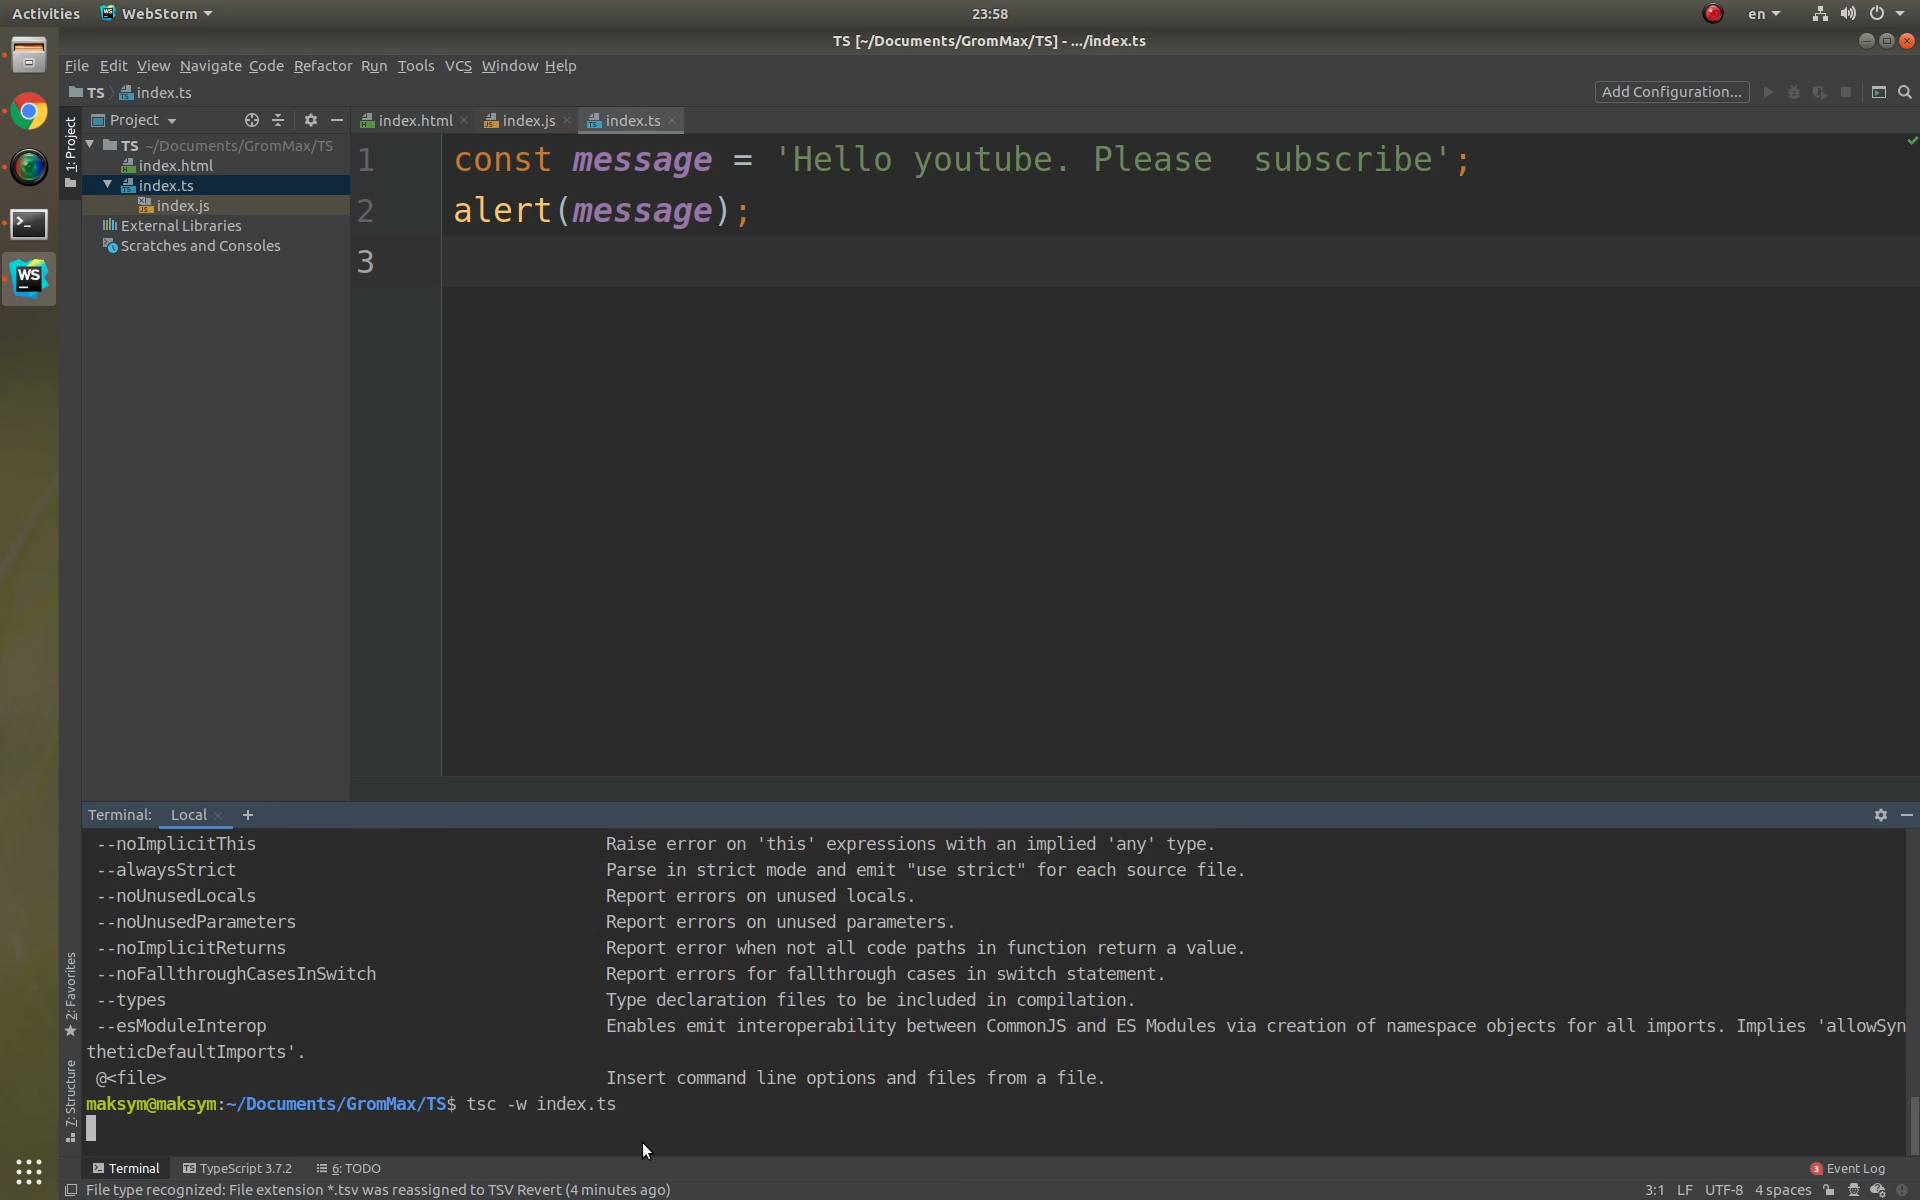 Activities WebStorm 23:58 en
TS [~/Documents/GromMax/TS] - .../index.ts
File Edit View Navigate Code Refactor Run Tools VCS Window Help
TS index.ts Add Configuration...
1: Project
Project index.html index.js index.ts
TS ~/Documents/GromMax/TS
index.html
index.ts
index.js
External Libraries
Scratches and Consoles
1 const message = 'Hello youtube. Please  subscribe';
2 alert(message);
3
WS
2: Favorites
7: Structure
Terminal: Local +
--noImplicitThis Raise error on 'this' expressions with an implied 'any' type.
--alwaysStrict Parse in strict mode and emit "use strict" for each source file.
--noUnusedLocals Report errors on unused locals.
--noUnusedParameters Report errors on unused parameters.
--noImplicitReturns Report error when not all code paths in function return a value.
--noFallthroughCasesInSwitch Report errors for fallthrough cases in switch statement.
--types Type declaration files to be included in compilation.
--esModuleInterop Enables emit interoperability between CommonJS and ES Modules via creation of namespace objects for all imports. Implies 'allowSyn
theticDefaultImports'.
@<file> Insert command line options and files from a file.
maksym@maksym:~/Documents/GromMax/TS$ tsc -w index.ts
Terminal TypeScript 3.7.2 6: TODO 3 Event Log
File type recognized: File extension *.tsv was reassigned to TSV Revert (4 minutes ago) 3:1 LF UTF-8 4 spaces